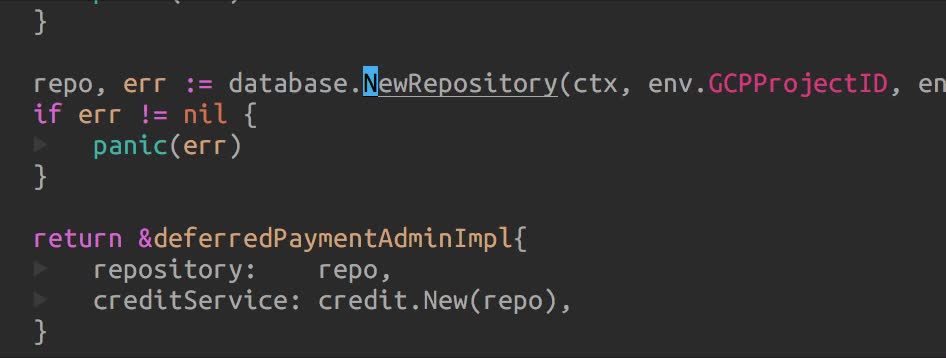 }
repo, err := database.NewRepository(ctx, env.GCPProjectID, en
if err != nil {
panic(err)
}
return &deferredPaymentAdminImpl{
repository:    repo,
creditService: credit.New(repo),
}